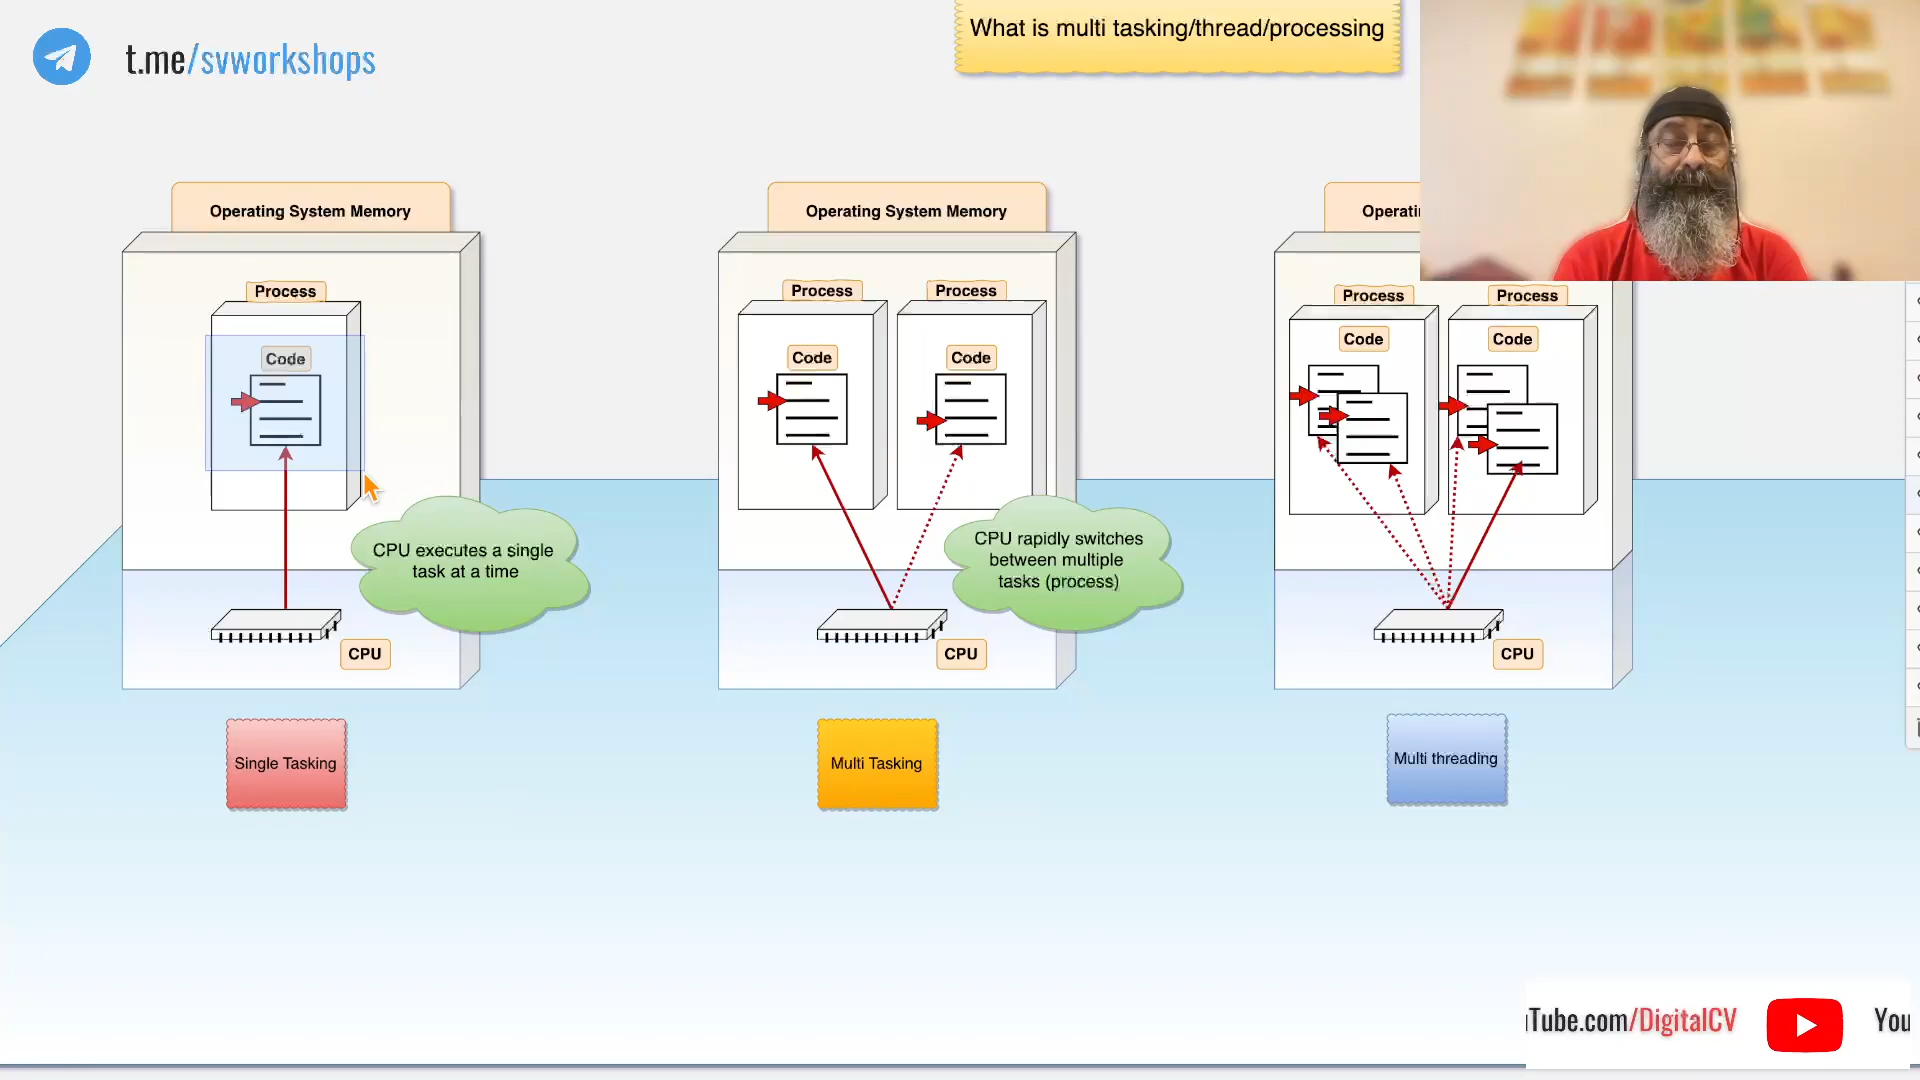 t.me/svworkshops
What is multi tasking/thread/processing
Operating System Memory
Process
Code
CPU executes a single
task at a time
CPU
Single Tasking
Operating System Memory
Process
Process
Code
Code
CPU rapidly switches
between multiple
tasks (process)
CPU
Multi Tasking
Operati
Process
Process
Code
Code
CPU
Multi threading
Tube.com/DigitalCV
You